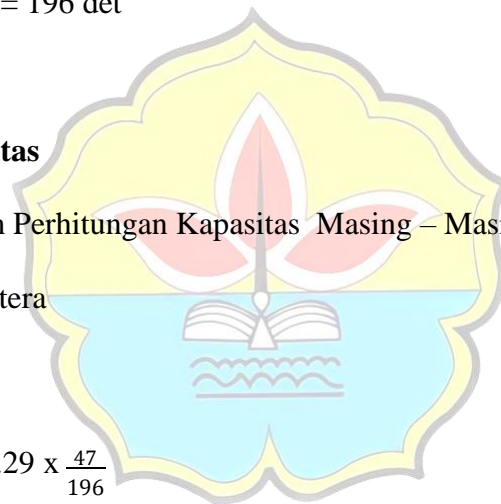 = 196 det
tas
Perhitungan Kapasitas Masing – Mas
tera
29 x 47/196